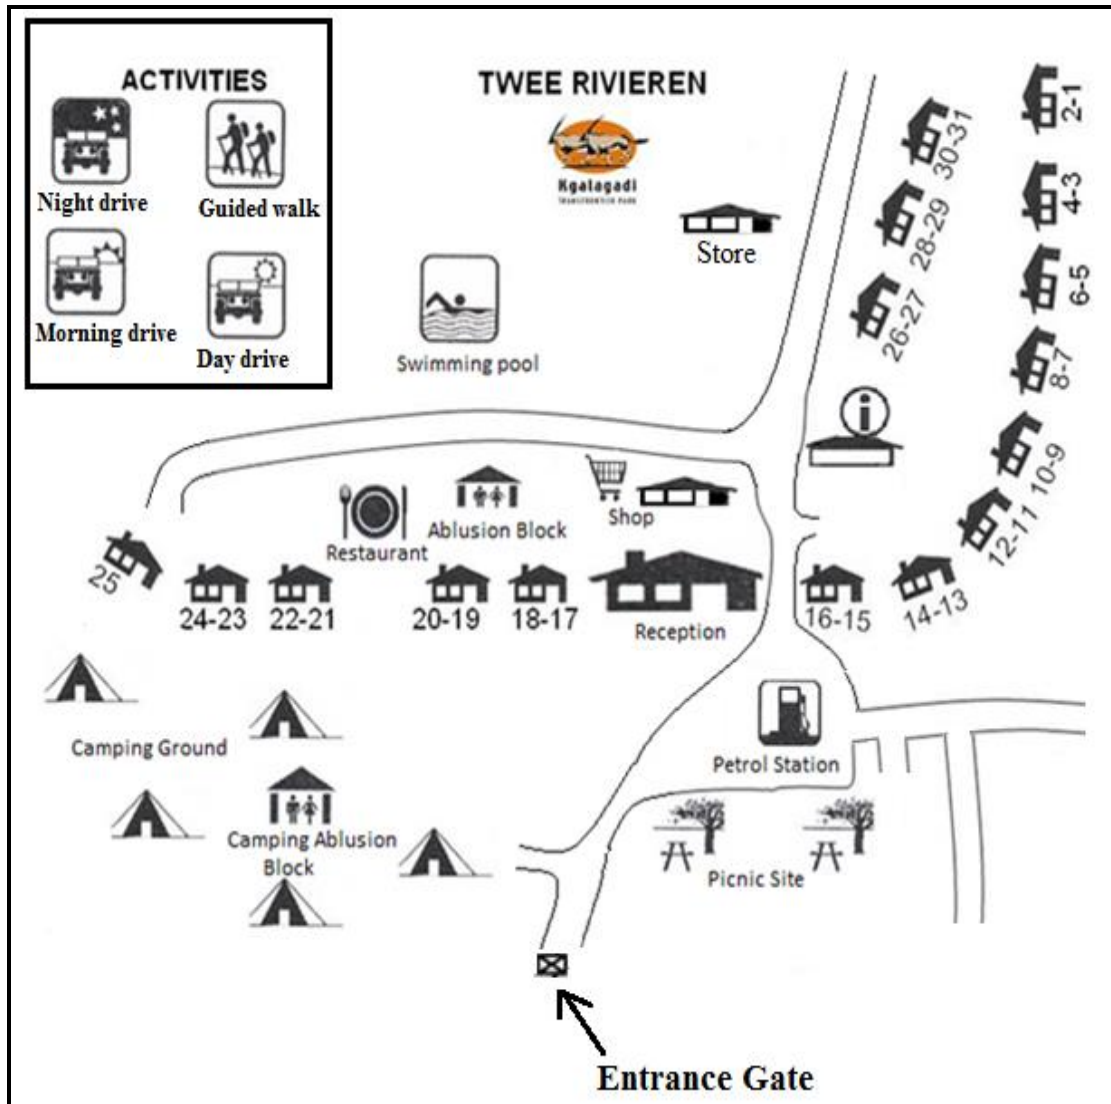 ACTIVITIES
Night drive
Guided walk
Morning drive
Day drive
TWEE RIVIEREN
Kgalagadi
TRANSFRONTIER PARK
Store
Swimming pool
30-31
28-29
26-27
2-1
4-3
6-5
8-7
10-9
12-11
14-13
16-15
i
Restaurant
Ablusion Block
Shop
25
24-23
22-21
20-19
18-17
Reception
Camping Ground
Camping Ablusion
Block
Petrol Station
Picnic Site
Entrance Gate